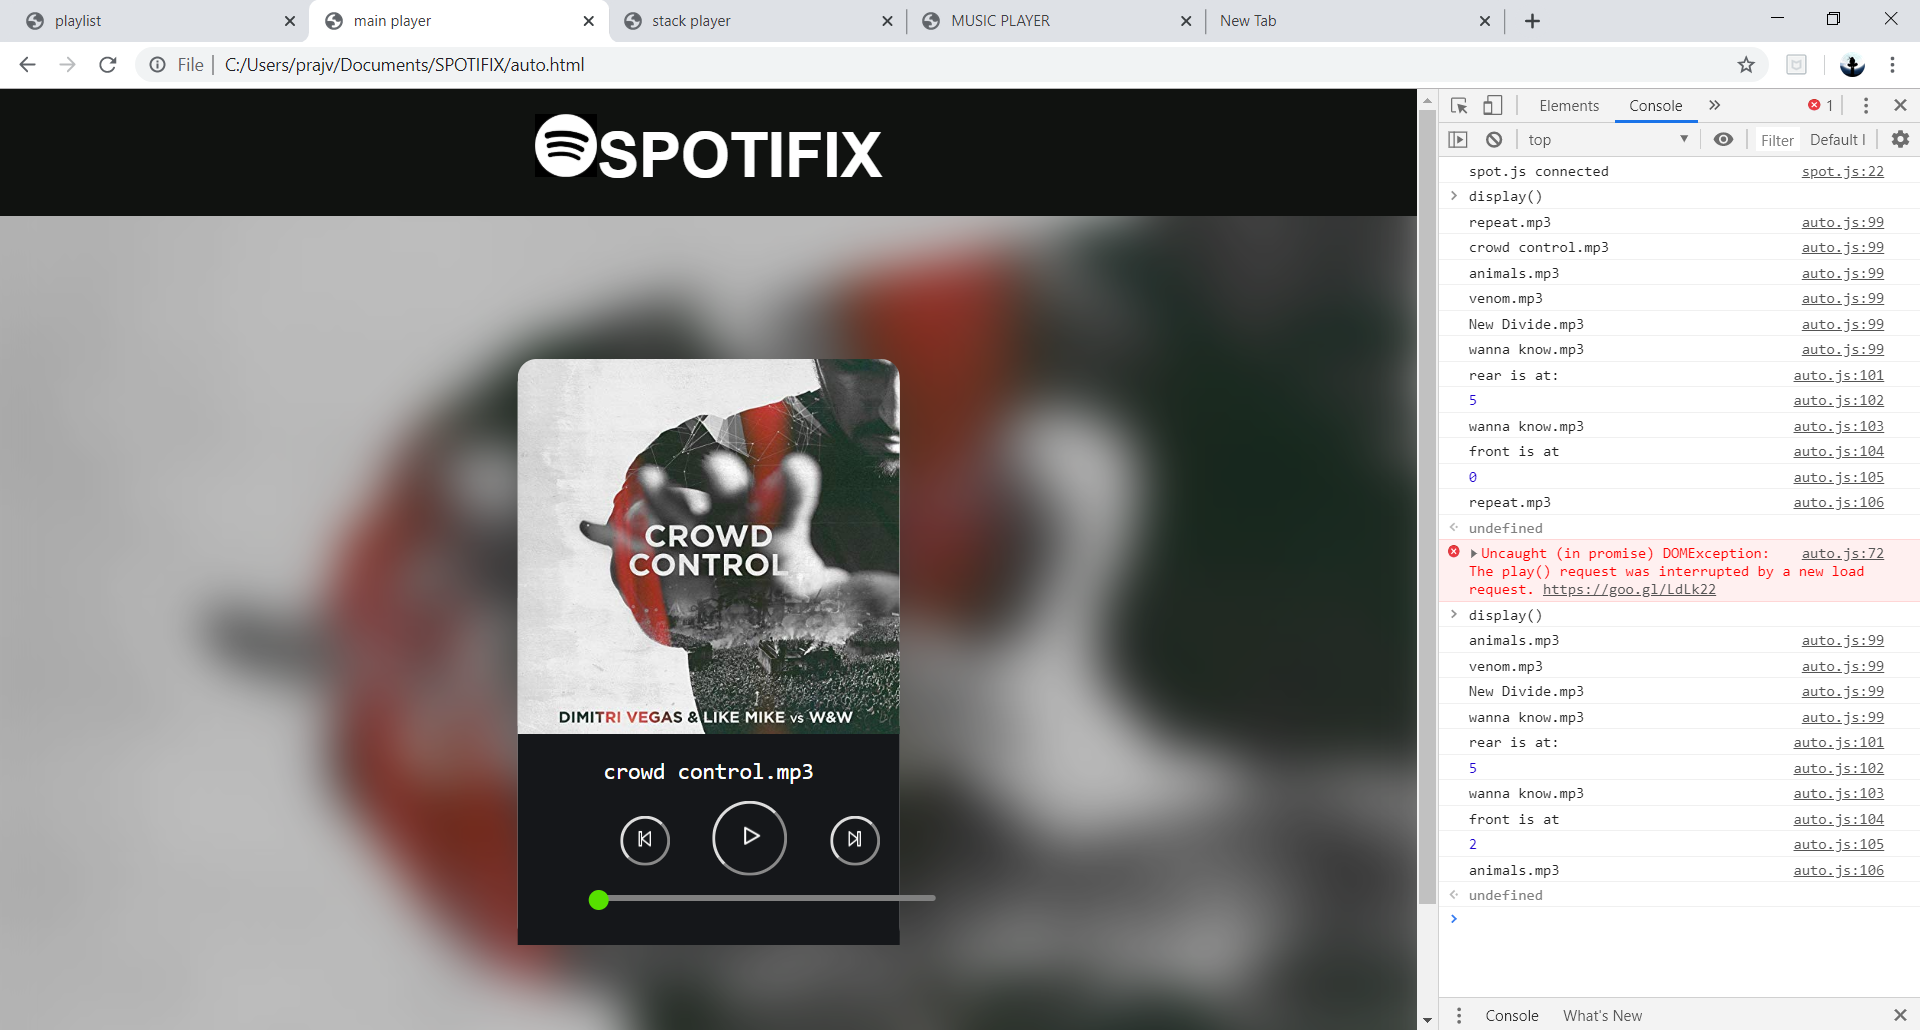 playlist
main player
stack player
MUSIC PLAYER
New Tab
File
C:/Users/prajv/Documents/SPOTIFIX/auto.html
SPOTIFIX
CROWD
CONTROL
DIMITRI VEGAS & LIKE MIKE vs W&W
crowd control.mp3
Elements Console 1
top Filter Default l
spot.js connected spot.js:22
display()
repeat.mp3 auto.js:99
crowd control.mp3 auto.js:99
animals.mp3 auto.js:99
venom.mp3 auto.js:99
New Divide.mp3 auto.js:99
wanna know.mp3 auto.js:99
rear is at: auto.js:101
5 auto.js:102
wanna know.mp3 auto.js:103
front is at auto.js:104
0 auto.js:105
repeat.mp3 auto.js:106
undefined
Uncaught (in promise) DOMException: auto.js:72
The play() request was interrupted by a new load
request. https://goo.gl/LdLk22
display()
animals.mp3 auto.js:99
venom.mp3 auto.js:99
New Divide.mp3 auto.js:99
wanna know.mp3 auto.js:99
rear is at: auto.js:101
5 auto.js:102
wanna know.mp3 auto.js:103
front is at auto.js:104
2 auto.js:105
animals.mp3 auto.js:106
undefined
Console What's New